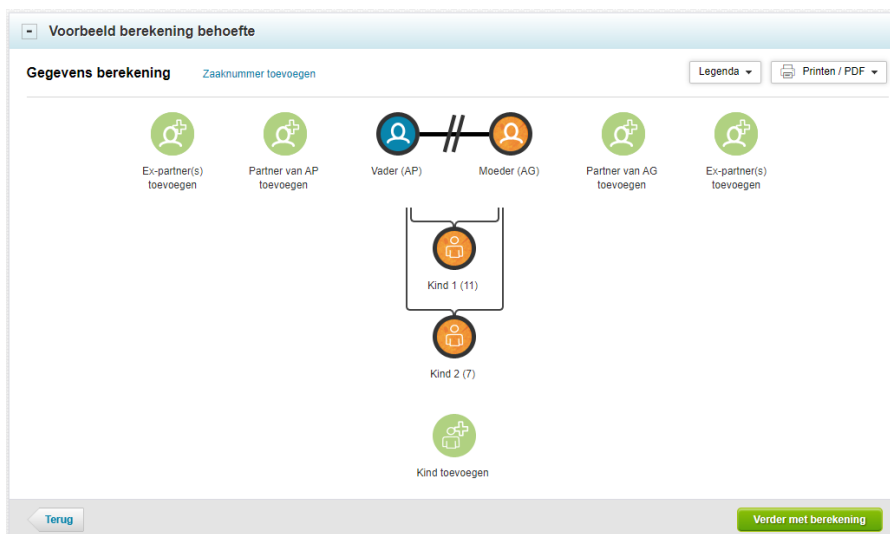 Voorbeeld berekening behoefte
Gegevens berekening
Zaaknummer toevoegen
Legenda
Printen / PDF
Ex-partner(s)
toevoegen
Partner van AP
toevoegen
Vader (AP)
Moeder (AG)
Partner van AG
toevoegen
Ex-partner(s)
toevoegen
Kind 1 (11)
Kind 2 (7)
Kind toevoegen
Terug
Verder met berekening